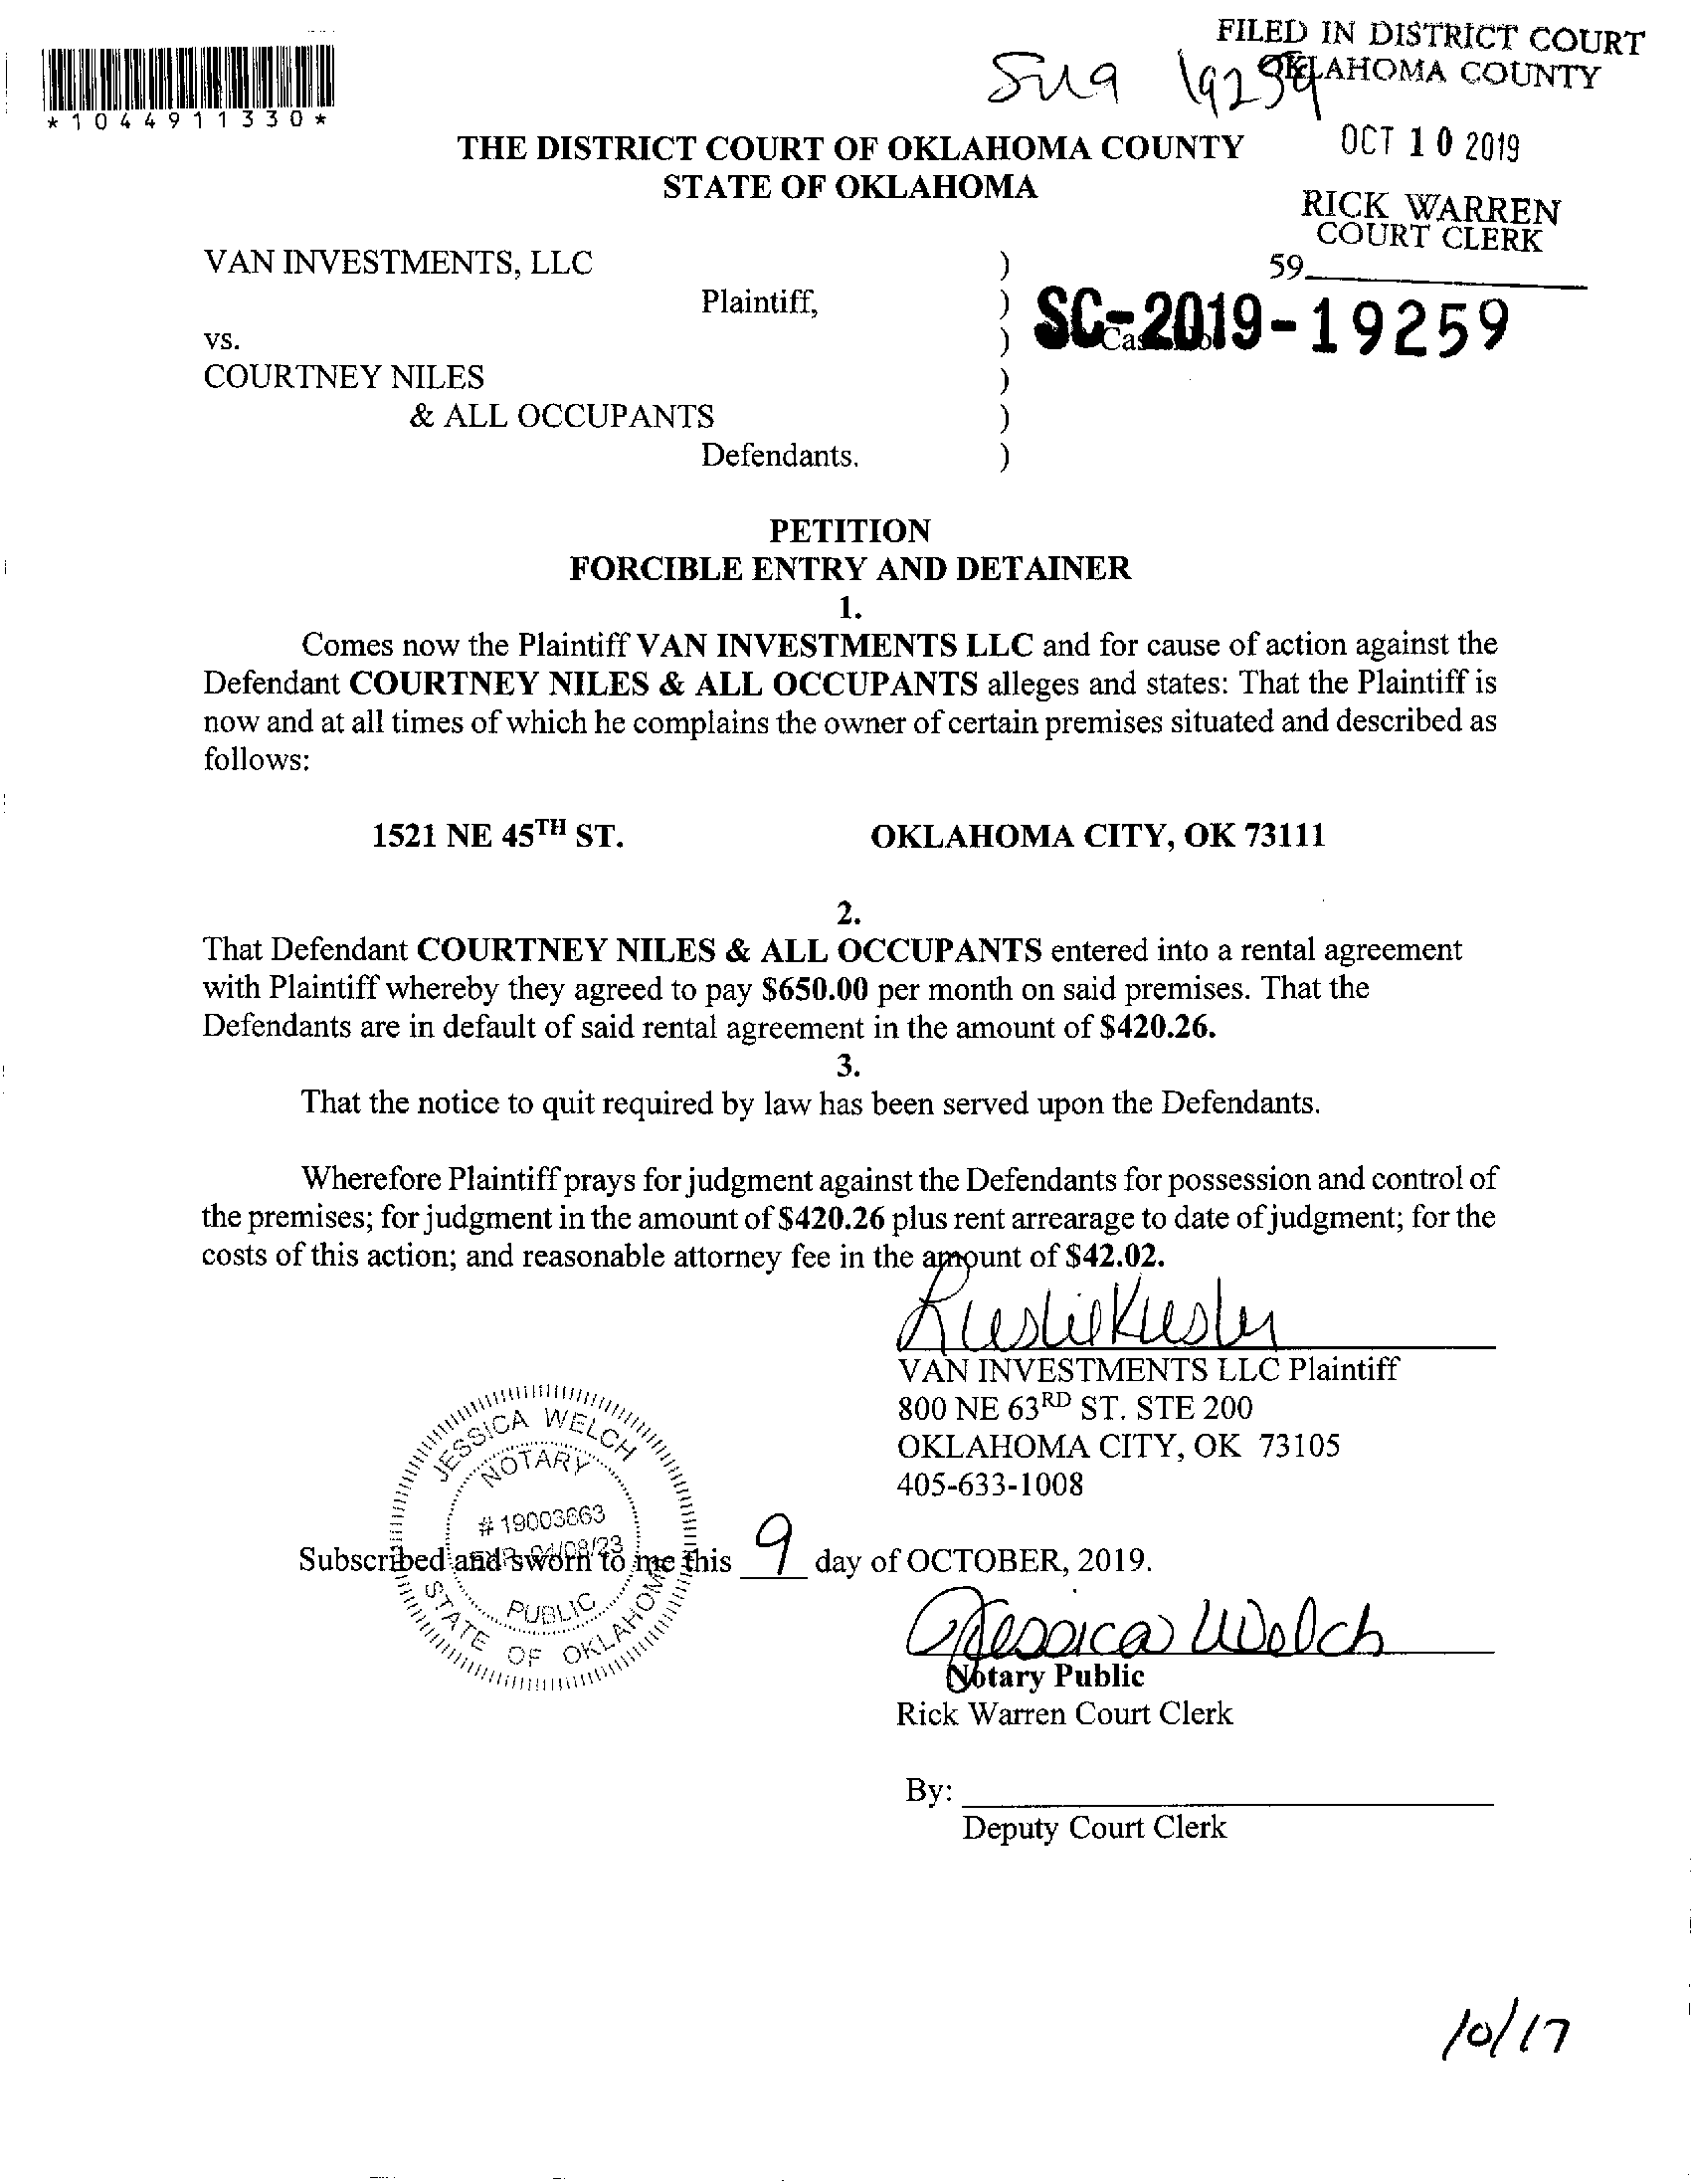 FILED IN DISTRICT COURT
OKLAHOMA COUNTY
*1044911330*
THE DISTRICT COURT OF OKLAHOMA COUNTY
STATE OF OKLAHOMA
OCT 10 2019
RICK WARREN
COURT CLERK
59
VAN INVESTMENTS, LLC )
Plaintiff, )
SC-2019-19259
vs. )
COURTNEY NILES )
& ALL OCCUPANTS )
Defendants. )
PETITION
FORCIBLE ENTRY AND DETAINER
1.
Comes now the Plaintiff VAN INVESTMENTS LLC and for cause of action against the
Defendant COURTNEY NILES & ALL OCCUPANTS alleges and states: That the Plaintiff is
now and at all times of which he complains the owner of certain premises situated and described as
follows:
1521 NE 45TH ST. OKLAHOMA CITY, OK 73111
2.
That Defendant COURTNEY NILES & ALL OCCUPANTS entered into a rental agreement
with Plaintiff whereby they agreed to pay $650.00 per month on said premises. That the
Defendants are in default of said rental agreement in the amount of $420.26.
3.
That the notice to quit required by law has been served upon the Defendants.
Wherefore Plaintiff prays for judgment against the Defendants for possession and control of
the premises; for judgment in the amount of $420.26 plus rent arrearage to date of judgment; for the
costs of this action; and reasonable attorney fee in the amount of $42.02.
VAN INVESTMENTS LLC Plaintiff
800 NE 63RD ST. STE 200
OKLAHOMA CITY, OK 73105
405-633-1008
JESSICA WELCH
NOTARY
# 19003663
EXP. 04/08/23
PUBLIC
STATE OF OKLAHOMA
Subscribed and sworn to me this 9 day of OCTOBER, 2019.
Jessica Welch
Notary Public
Rick Warren Court Clerk
By:
Deputy Court Clerk
10/17